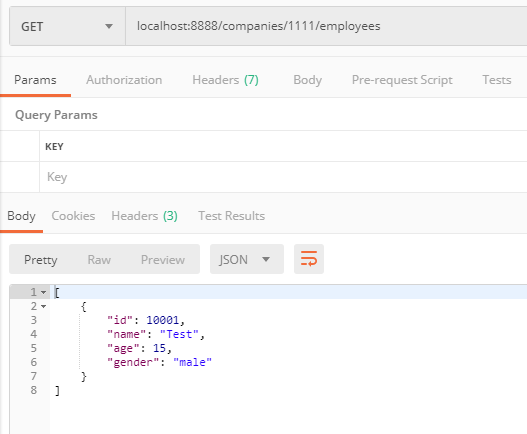 GET localhost:8888/companies/1111/employees
Params Authorization Headers (7) Body Pre-request Script Tests
Query Params
KEY
Key
Body Cookies Headers (3) Test Results
Pretty Raw Preview JSON
1 [
2 {
3 "id": 10001,
4 "name": "Test",
5 "age": 15,
6 "gender": "male"
7 }
8 ]